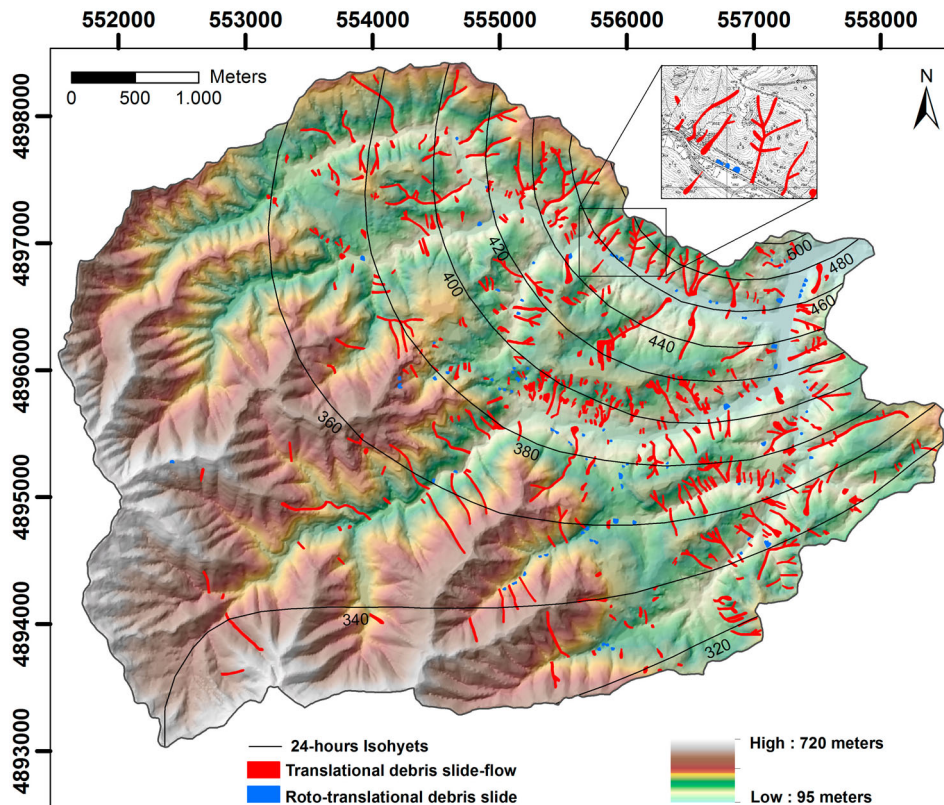 552000 553000 554000 555000 556000 557000 558000
Meters
0 500 1.000
N
4898000
4897000
4896000
4895000
4894000
4893000
500
480
460
440
420
400
380
360
340
320
24-hours Isohyets
Translational debris slide-flow
Roto-translational debris slide
High : 720 meters
Low : 95 meters